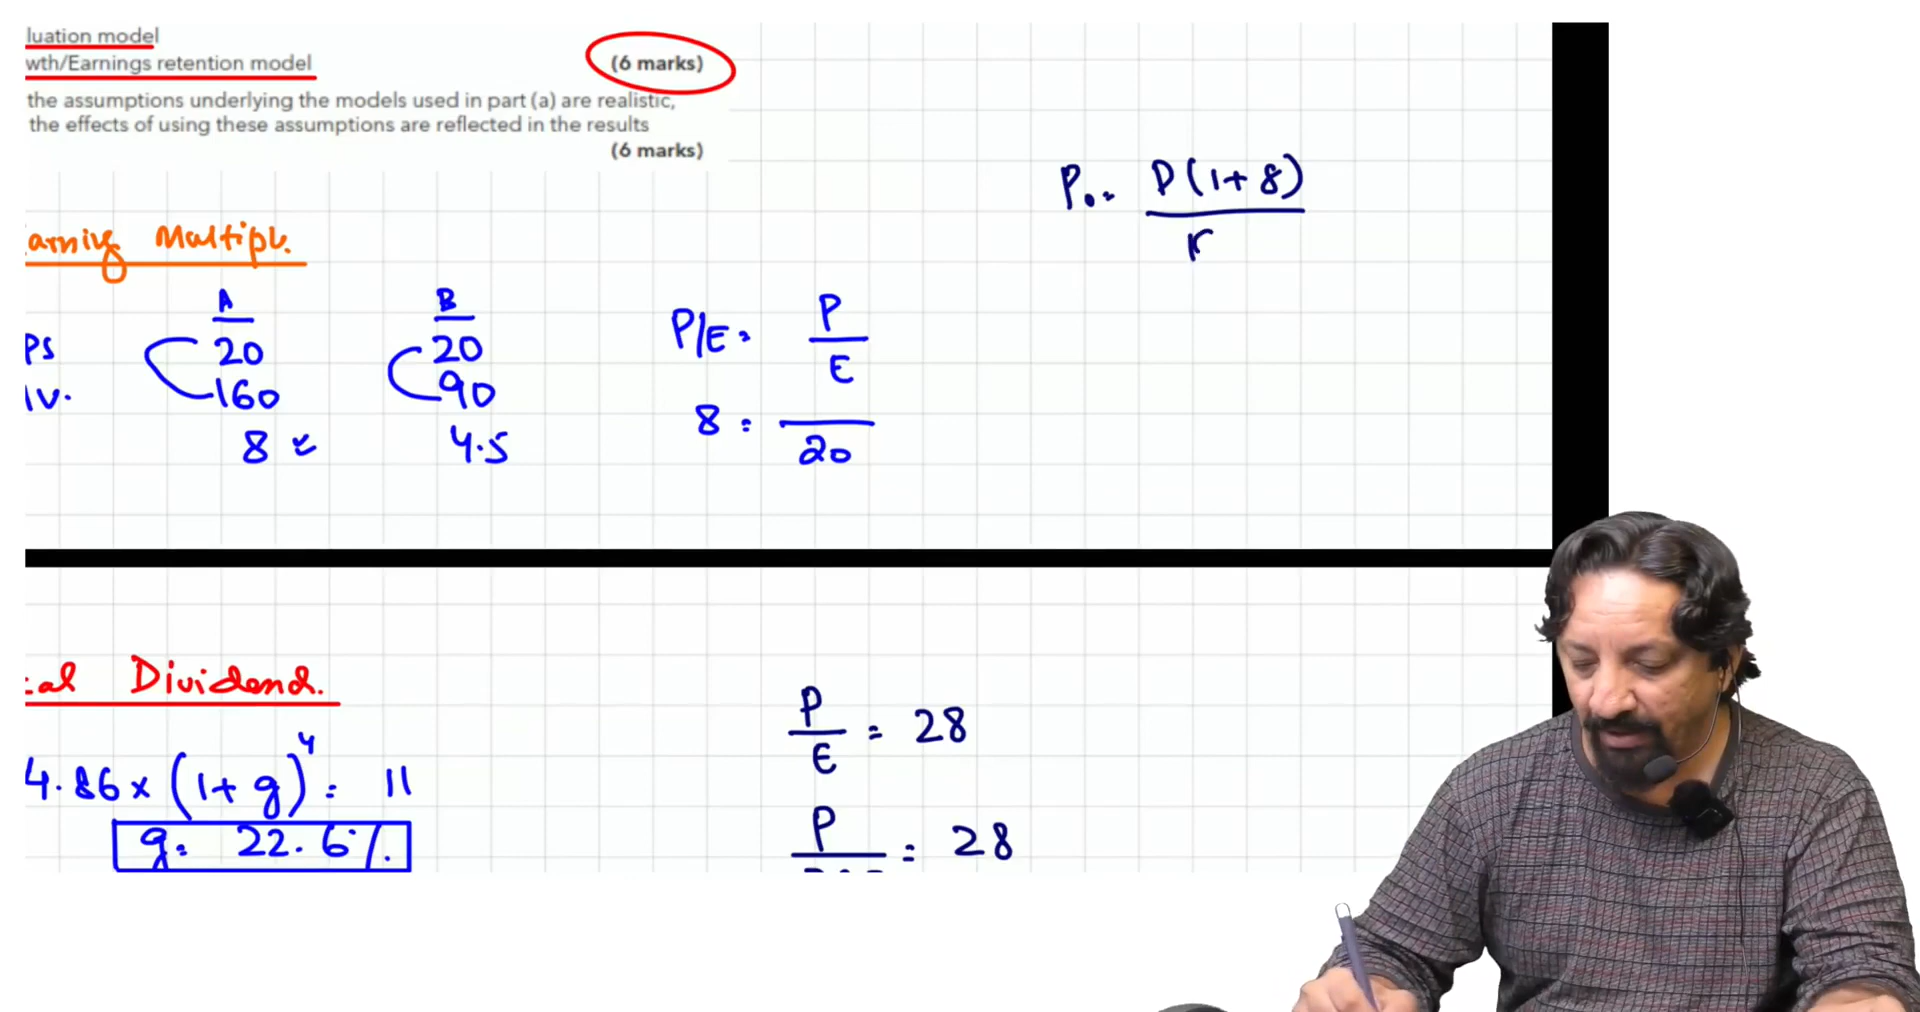 luation model
wth/Earnings retention model (6 marks)
the assumptions underlying the models used in part (a) are realistic,
the effects of using these assumptions are reflected in the results
(6 marks)
P₀ = D(1+g)
r
arning Multipl.
A B
PS 20 20
iv. 160 90
8 4.5
P/E = P
E
8 =
20
cal Dividend.
4.86 × (1+g)⁴ = 11
g = 22.6%
P
E = 28
P = 28